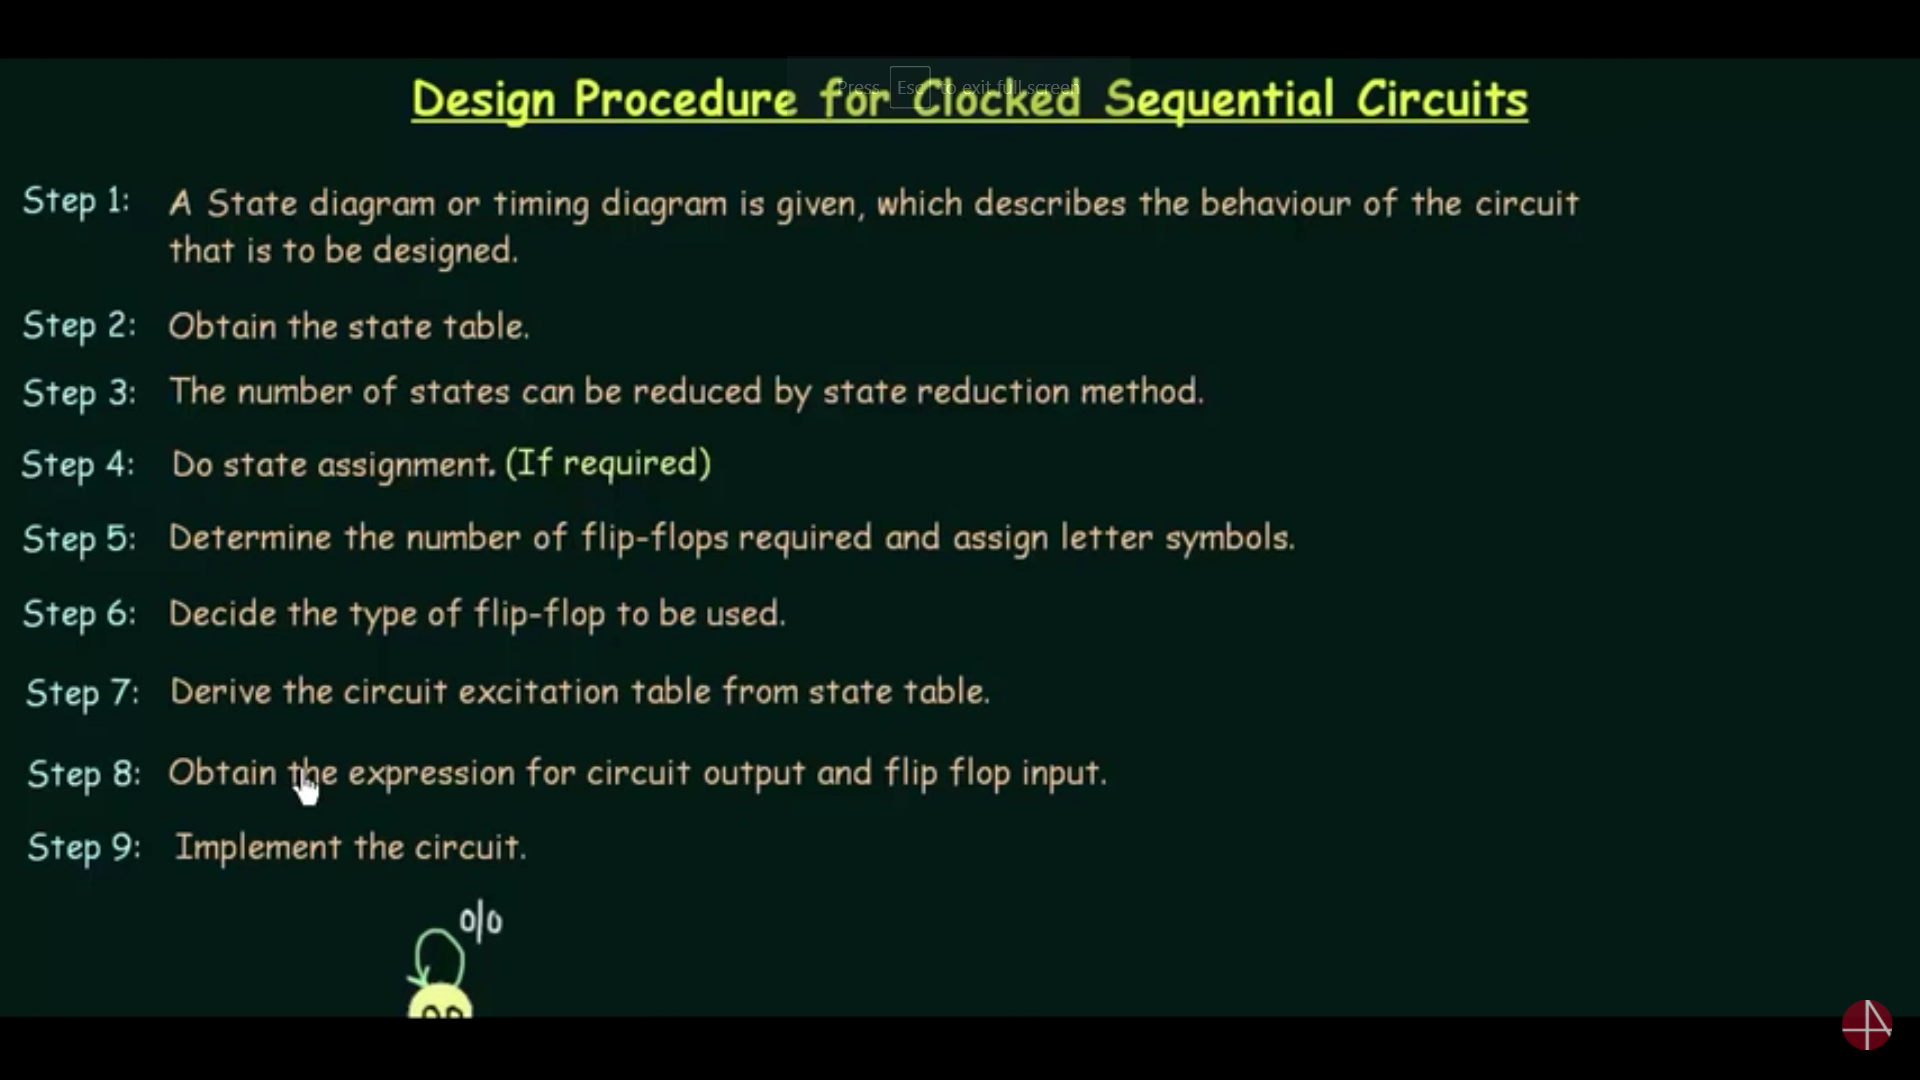 Press Esc to exit full screen
Design Procedure for Clocked Sequential Circuits
Step 1: A State diagram or timing diagram is given, which describes the behaviour of the circuit
that is to be designed.
Step 2: Obtain the state table.
Step 3: The number of states can be reduced by state reduction method.
Step 4: Do state assignment. (If required)
Step 5: Determine the number of flip-flops required and assign letter symbols.
Step 6: Decide the type of flip-flop to be used.
Step 7: Derive the circuit excitation table from state table.
Step 8: Obtain the expression for circuit output and flip flop input.
Step 9: Implement the circuit.
0/0